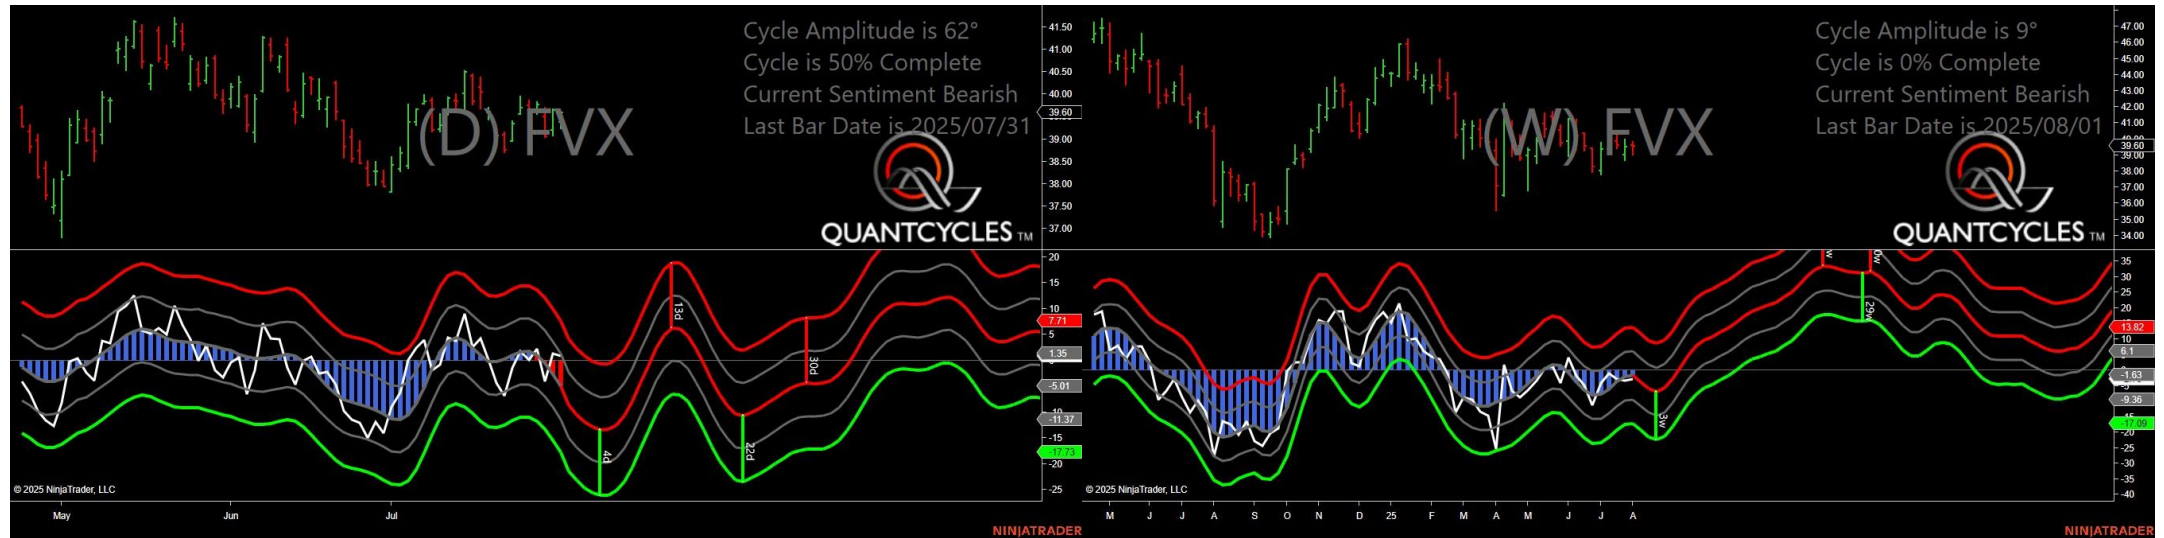 Cycle Amplitude is 62°
Cycle is 50% Complete
Current Sentiment Bearish
Last Bar Date is 2025/07/31
(D) FVX
QUANTCYCLES TM
41.50
41.00
40.50
40.00
39.60
39.00
38.50
38.00
37.50
37.00
20
15
10
7.71
5
1.35
-5.01
-11.37
-15
-17.73
-20
-25
13d
30d
4d
22d
© 2025 NinjaTrader, LLC
May
Jun
Jul
NINJATRADER
Cycle Amplitude is 9°
Cycle is 0% Complete
Current Sentiment Bearish
Last Bar Date is 2025/08/01
(W) FVX
QUANTCYCLES TM
47.00
46.00
45.00
44.00
43.00
42.00
41.00
39.60
39.00
38.00
37.00
36.00
35.00
34.00
35
30
25
20
13.82
10
6.1
-1.63
-9.36
-17.09
-20
-25
-30
-35
-40
29w
3w
© 2025 NinjaTrader, LLC
M
J
J
A
S
O
N
D
25
F
M
A
M
J
J
A
NINJATRADER